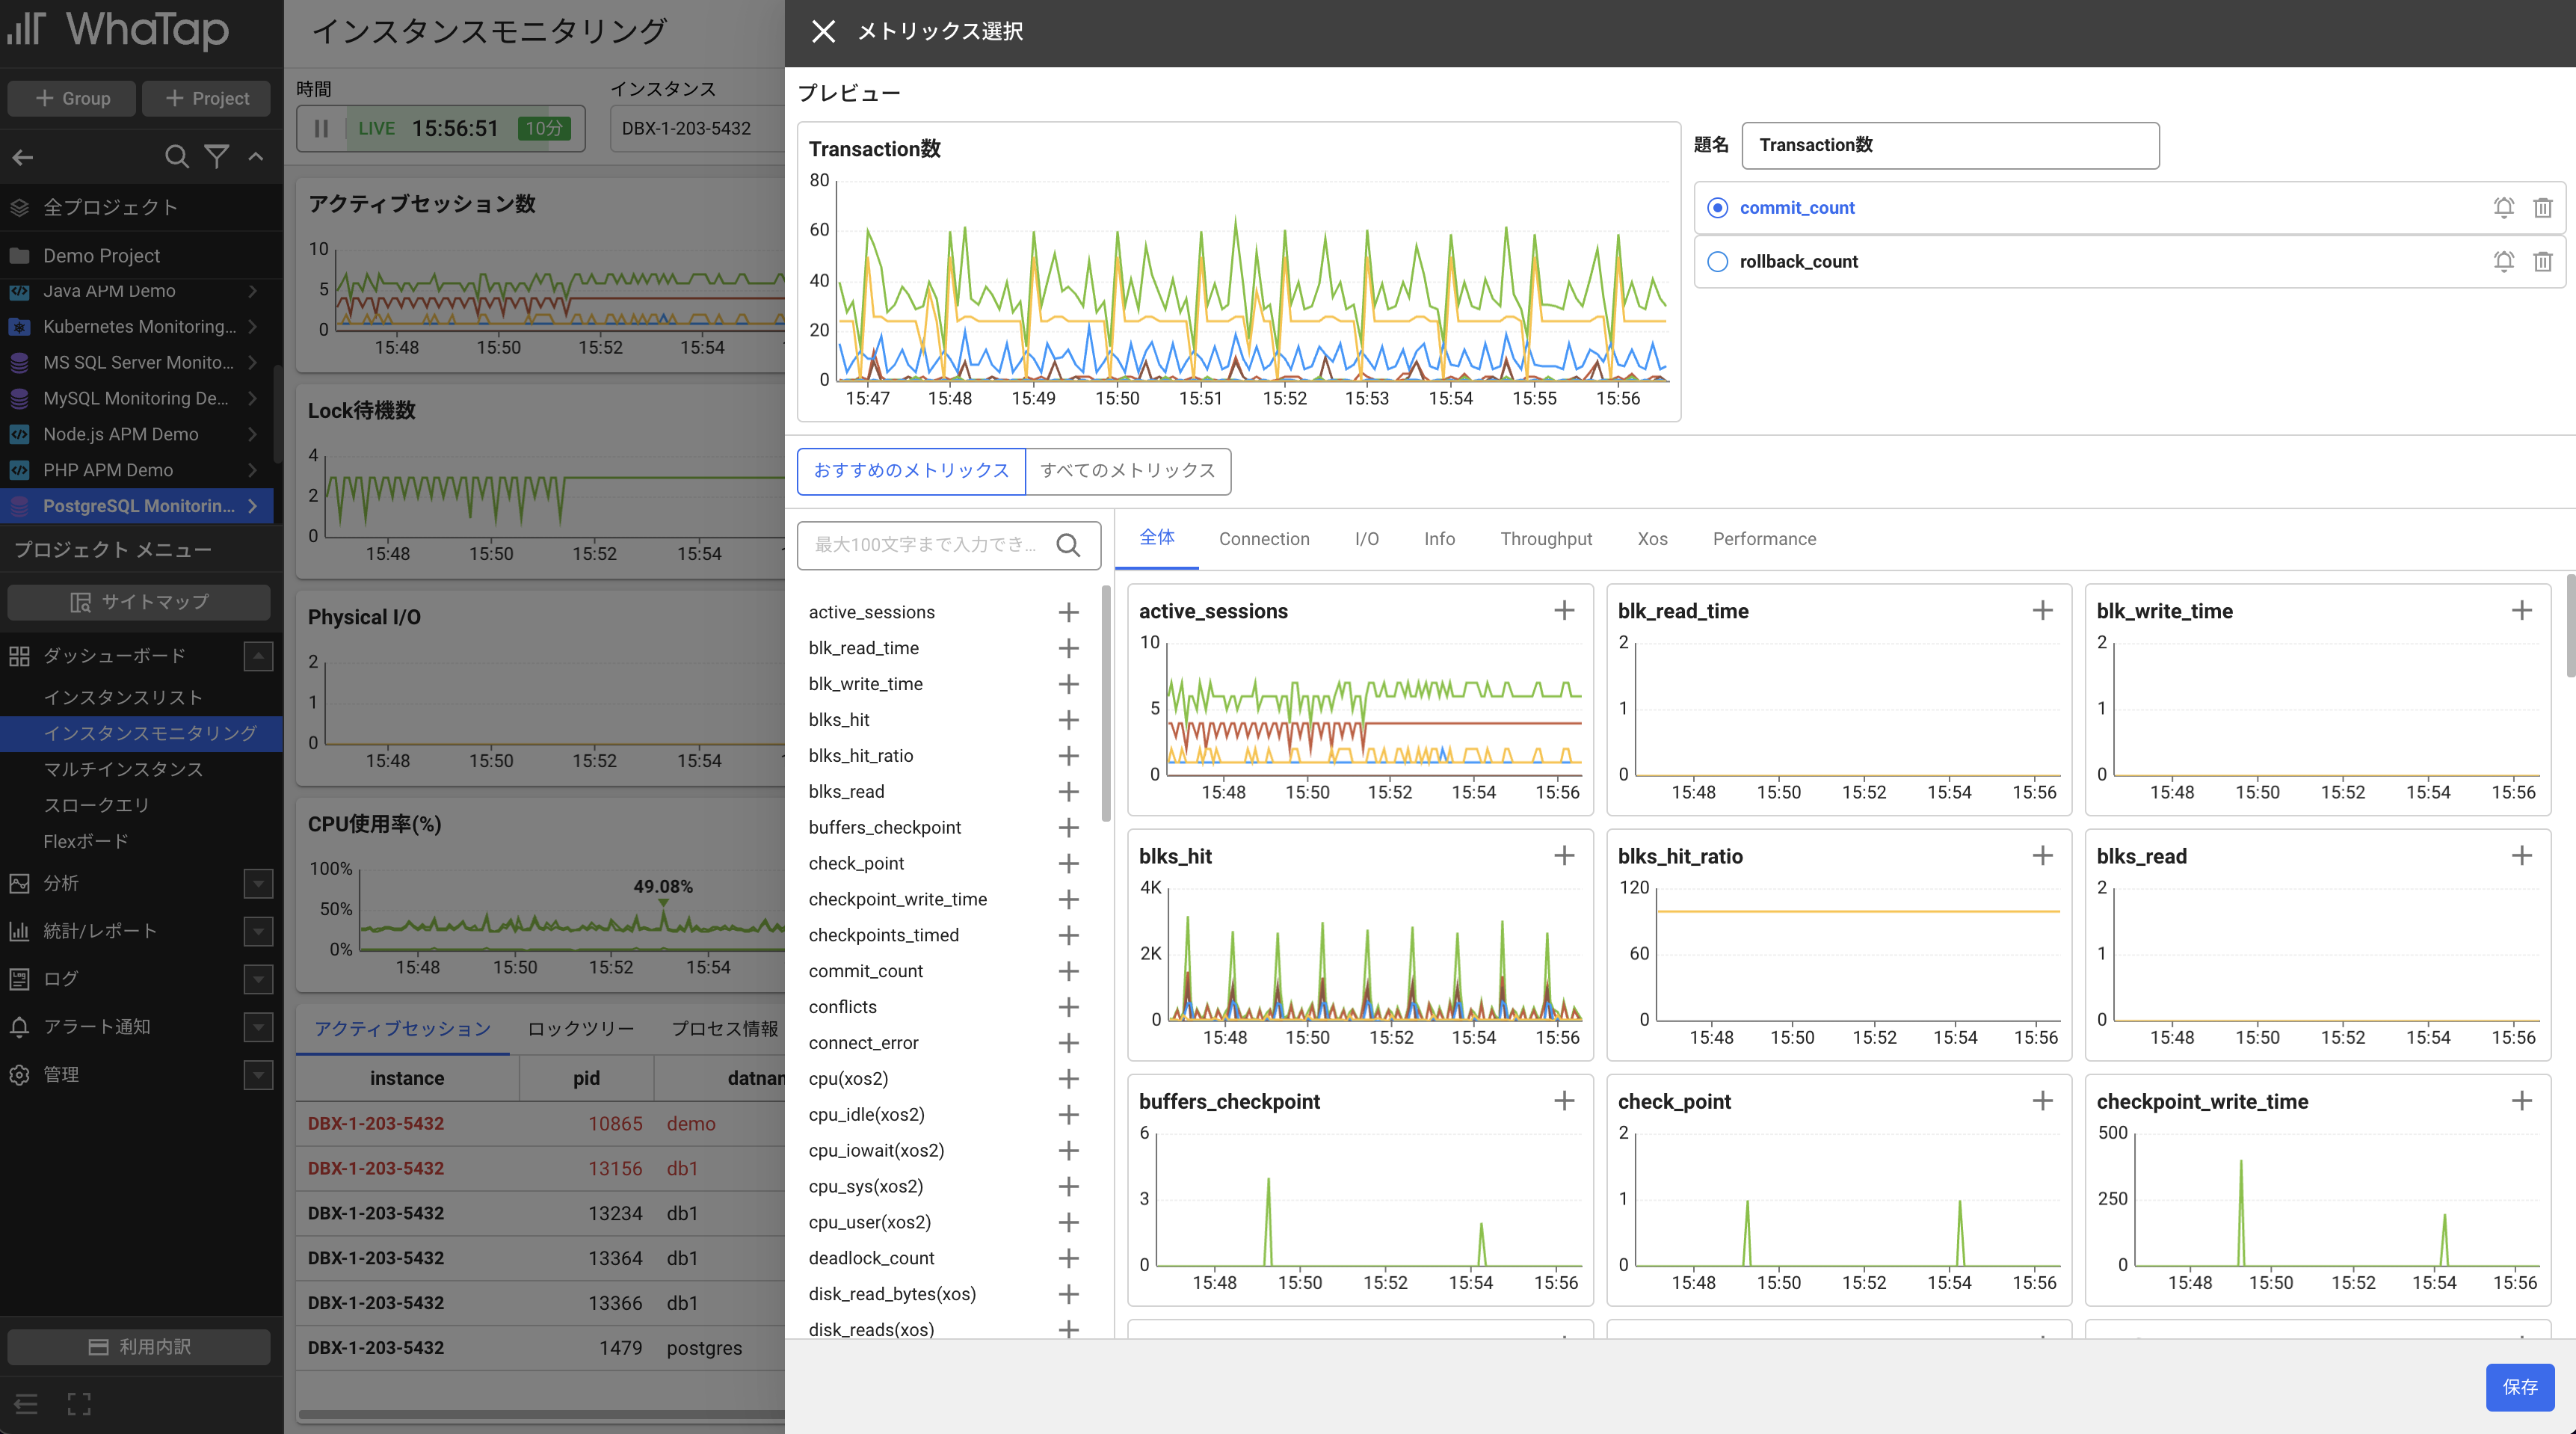 WhaTap
Group
Project
全プロジェクト
Demo Project
Java APM Demo
Kubernetes Monitoring...
MS SQL Server Monito...
MySQL Monitoring De...
Node.js APM Demo
PHP APM Demo
PostgreSQL Monitorin...
プロジェクト メニュー
サイトマップ
ダッシューボード
インスタンスリスト
インスタンスモニタリング
マルチインスタンス
スロークエリ
Flexボード
分析
統計/レポート
Log
ログ
アラート通知
管理
利用内訳
インスタンスモニタリング
時間
インスタンス
LIVE 15:56:51 10分
DBX-1-203-5432
アクティブセッション数
10
5
0
15:48 15:50 15:52 15:54
Lock待機数
4
2
0
15:48 15:50 15:52 15:54
Physical I/O
2
1
0
15:48 15:50 15:52 15:54
CPU使用率(%)
100%
49.08%
50%
0%
15:48 15:50 15:52 15:54
アクティブセッション ロックツリー プロセス情報
instance pid datnam
DBX-1-203-5432 10865 demo
DBX-1-203-5432 13156 db1
DBX-1-203-5432 13234 db1
DBX-1-203-5432 13364 db1
DBX-1-203-5432 13366 db1
DBX-1-203-5432 1479 postgres
メトリックス選択
プレビュー
Transaction数
80
60
40
20
0
15:47 15:48 15:49 15:50 15:51 15:52 15:53 15:54 15:55 15:56
題名 Transaction数
commit_count
rollback_count
おすすめのメトリックス すべてのメトリックス
最大100文字まで入力でき...
active_sessions
blk_read_time
blk_write_time
blks_hit
blks_hit_ratio
blks_read
buffers_checkpoint
check_point
checkpoint_write_time
checkpoints_timed
commit_count
conflicts
connect_error
cpu(xos2)
cpu_idle(xos2)
cpu_iowait(xos2)
cpu_sys(xos2)
cpu_user(xos2)
deadlock_count
disk_read_bytes(xos)
disk_reads(xos)
全体 Connection I/O Info Throughput Xos Performance
active_sessions
10
5
0
15:48 15:50 15:52 15:54 15:56
blk_read_time
2
1
0
15:48 15:50 15:52 15:54 15:56
blk_write_time
2
1
0
15:48 15:50 15:52 15:54 15:56
blks_hit
4K
2K
0
15:48 15:50 15:52 15:54 15:56
blks_hit_ratio
120
60
0
15:48 15:50 15:52 15:54 15:56
blks_read
2
1
0
15:48 15:50 15:52 15:54 15:56
buffers_checkpoint
6
3
0
15:48 15:50 15:52 15:54 15:56
check_point
2
1
0
15:48 15:50 15:52 15:54 15:56
checkpoint_write_time
500
250
0
15:48 15:50 15:52 15:54 15:56
保存